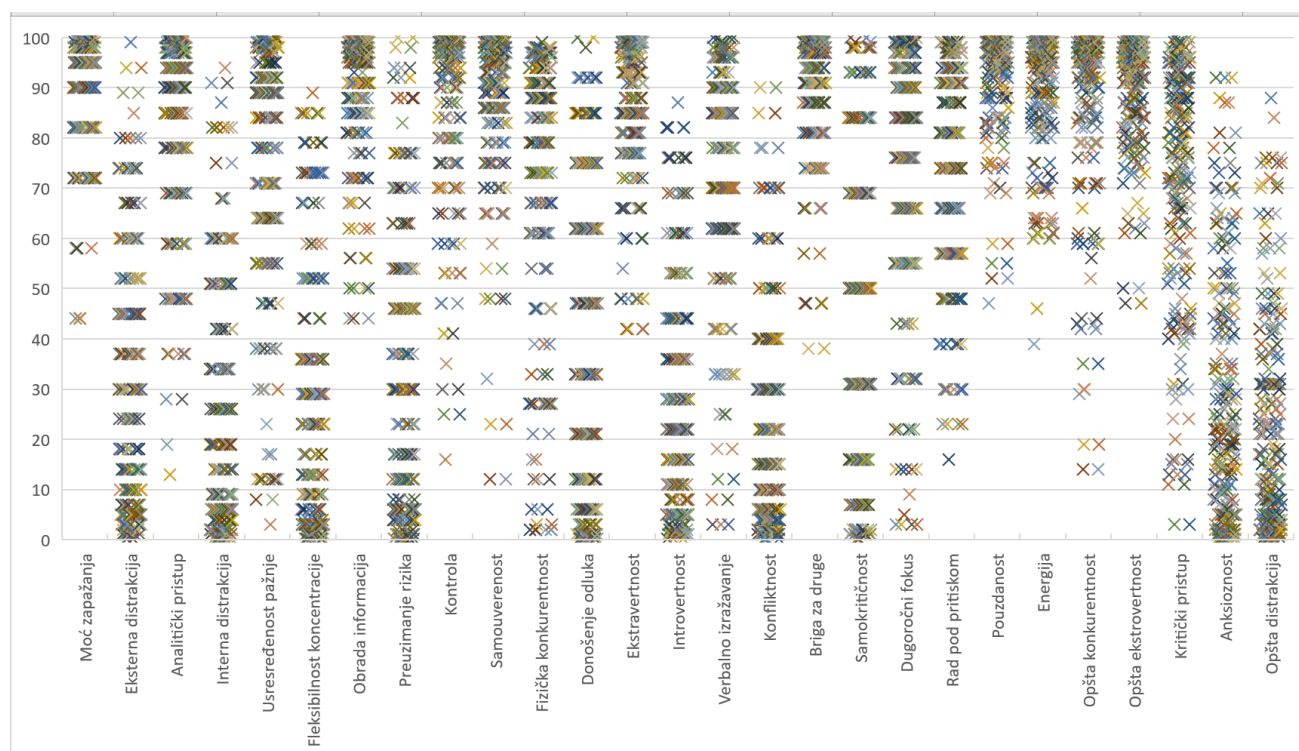 100
90
80
70
60
50
40
30
20
10
0
Moć zapažanja
Eksterna distrakcija
Analitički pristup
Interna distrakcija
Usresređenost pažnje
Fleksibilnost koncentracije
Obrada informacija
Preuzimanje rizika
Kontrola
Samouverenost
Fizička konkurentnost
Donošenje odluka
Ekstravertnost
Introvertnost
Verbalno izražavanje
Konfliktnost
Briga za druge
Samokritičnost
Dugoročni fokus
Rad pod pritiskom
Pouzdanost
Energija
Opšta konkurentnost
Opšta ekstrovertnost
Kritički pristup
Anksioznost
Opšta distrakcija